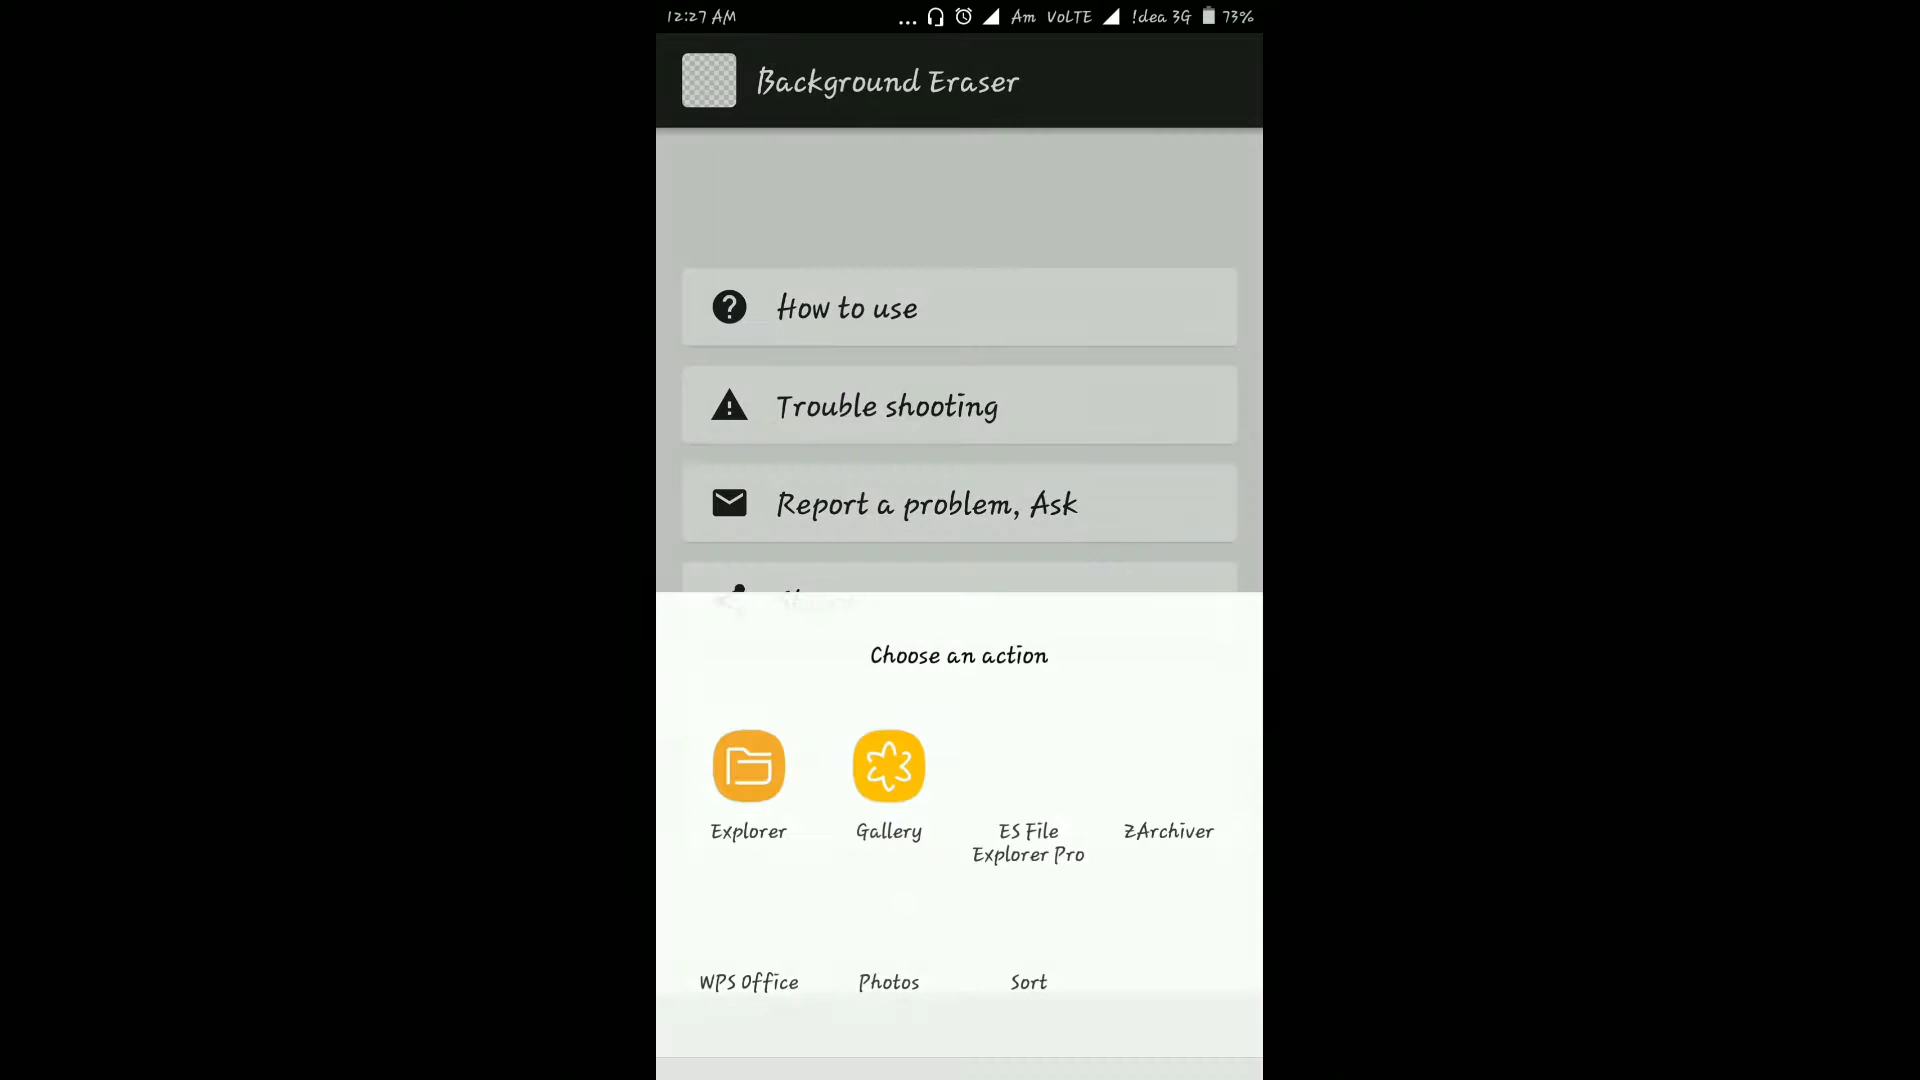 12:27 AM ... Am VoLTE !dea 3G 73%
Background Eraser
How to use
Trouble shooting
Report a problem, Ask
Choose an action
Explorer Gallery ES File Explorer Pro ZArchiver
WPS Office Photos Sort